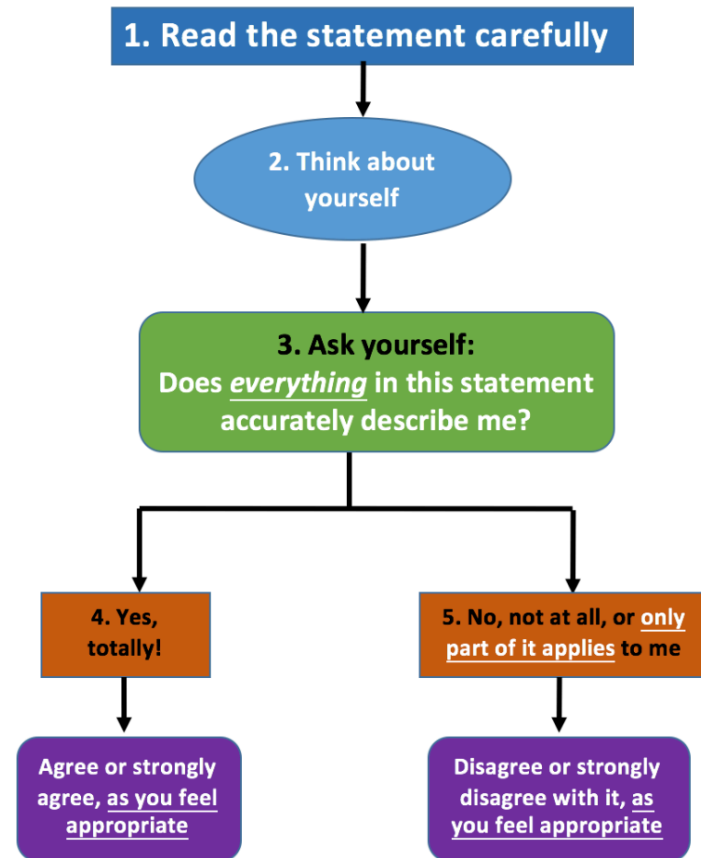 1. Read the statement carefully
2. Think about
yourself
3. Ask yourself:
Does everything in this statement
accurately describe me?
4. Yes,
totally!
5. No, not at all, or only
part of it applies to me
Agree or strongly
agree, as you feel
appropriate
Disagree or strongly
disagree with it, as
you feel appropriate